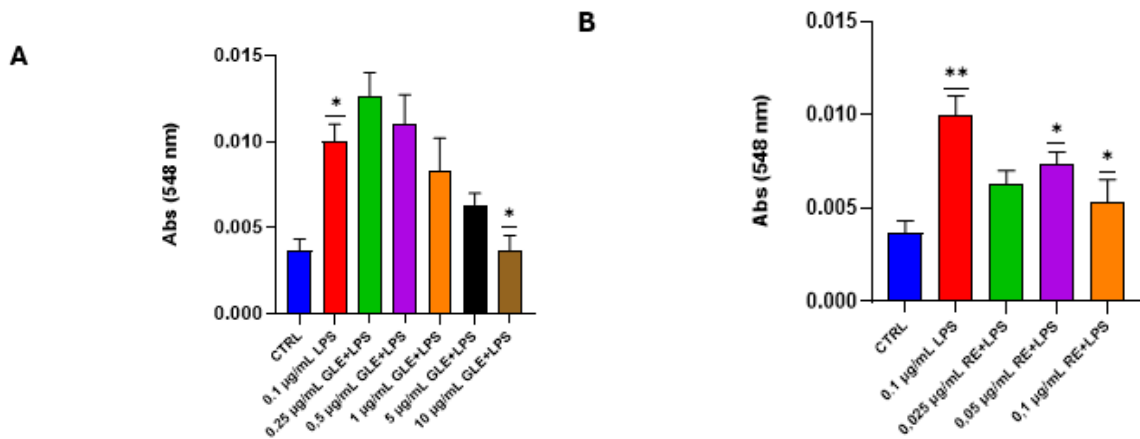 A
Abs (548 nm)
0.015
0.010
0.005
0.000
*
*
CTRL
0.1 µg/mL LPS
0.25 µg/mL GLE+LPS
0,5 µg/mL GLE+LPS
1 µg/mL GLE+LPS
5 µg/mL GLE+LPS
10 µg/mL GLE+LPS
B
Abs (548 nm)
0.015
0.010
0.005
0.000
**
*
*
CTRL
0.1 µg/mL LPS
0,025 µg/mL RE+LPS
0,05 µg/mL RE+LPS
0,1 µg/mL RE+LPS